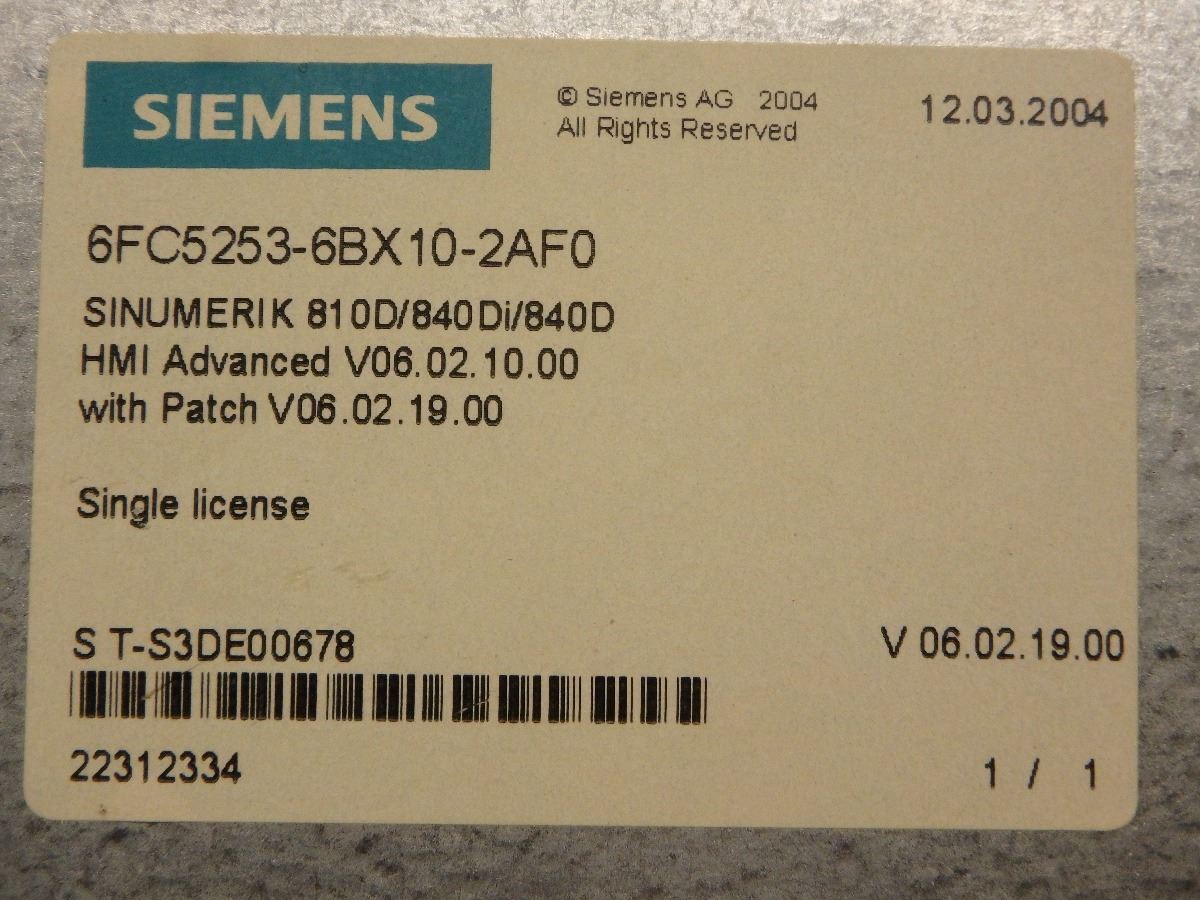 SIEMENS
© Siemens AG 2004
All Rights Reserved
12.03.2004
6FC5253-6BX10-2AF0
SINUMERIK 810D/840Di/840D
HMI Advanced V06.02.10.00
with Patch V06.02.19.00
Single license
S T-S3DE00678
V 06.02.19.00
22312334
1 / 1